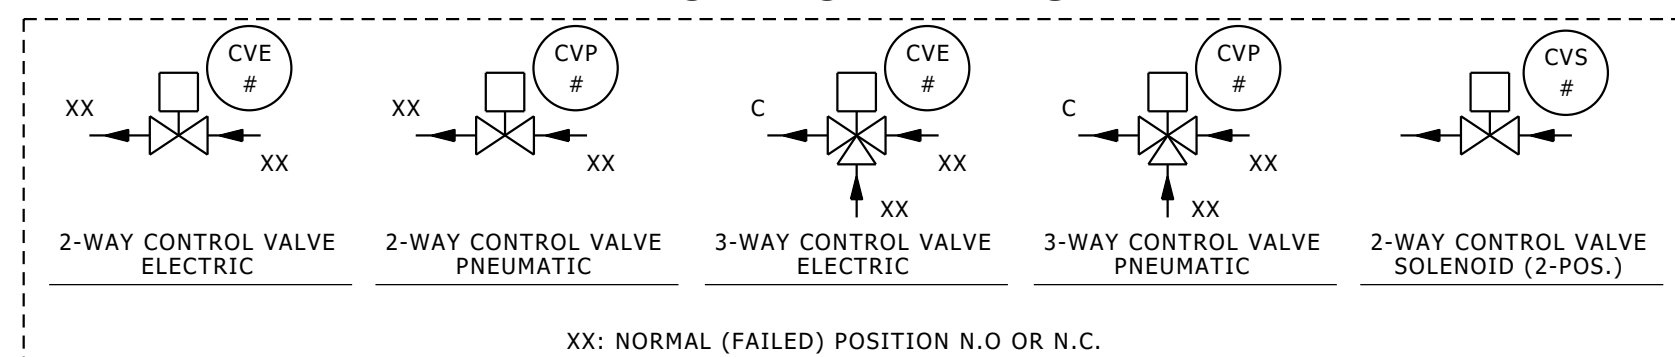 CVE
#
XX
XX
2-WAY CONTROL VALVE
ELECTRIC
CVP
#
XX
XX
2-WAY CONTROL VALVE
PNEUMATIC
CVE
#
C
XX
XX
3-WAY CONTROL VALVE
ELECTRIC
CVP
#
C
XX
XX
3-WAY CONTROL VALVE
PNEUMATIC
CVS
#
2-WAY CONTROL VALVE
SOLENOID (2-POS.)
XX: NORMAL (FAILED) POSITION N.O OR N.C.